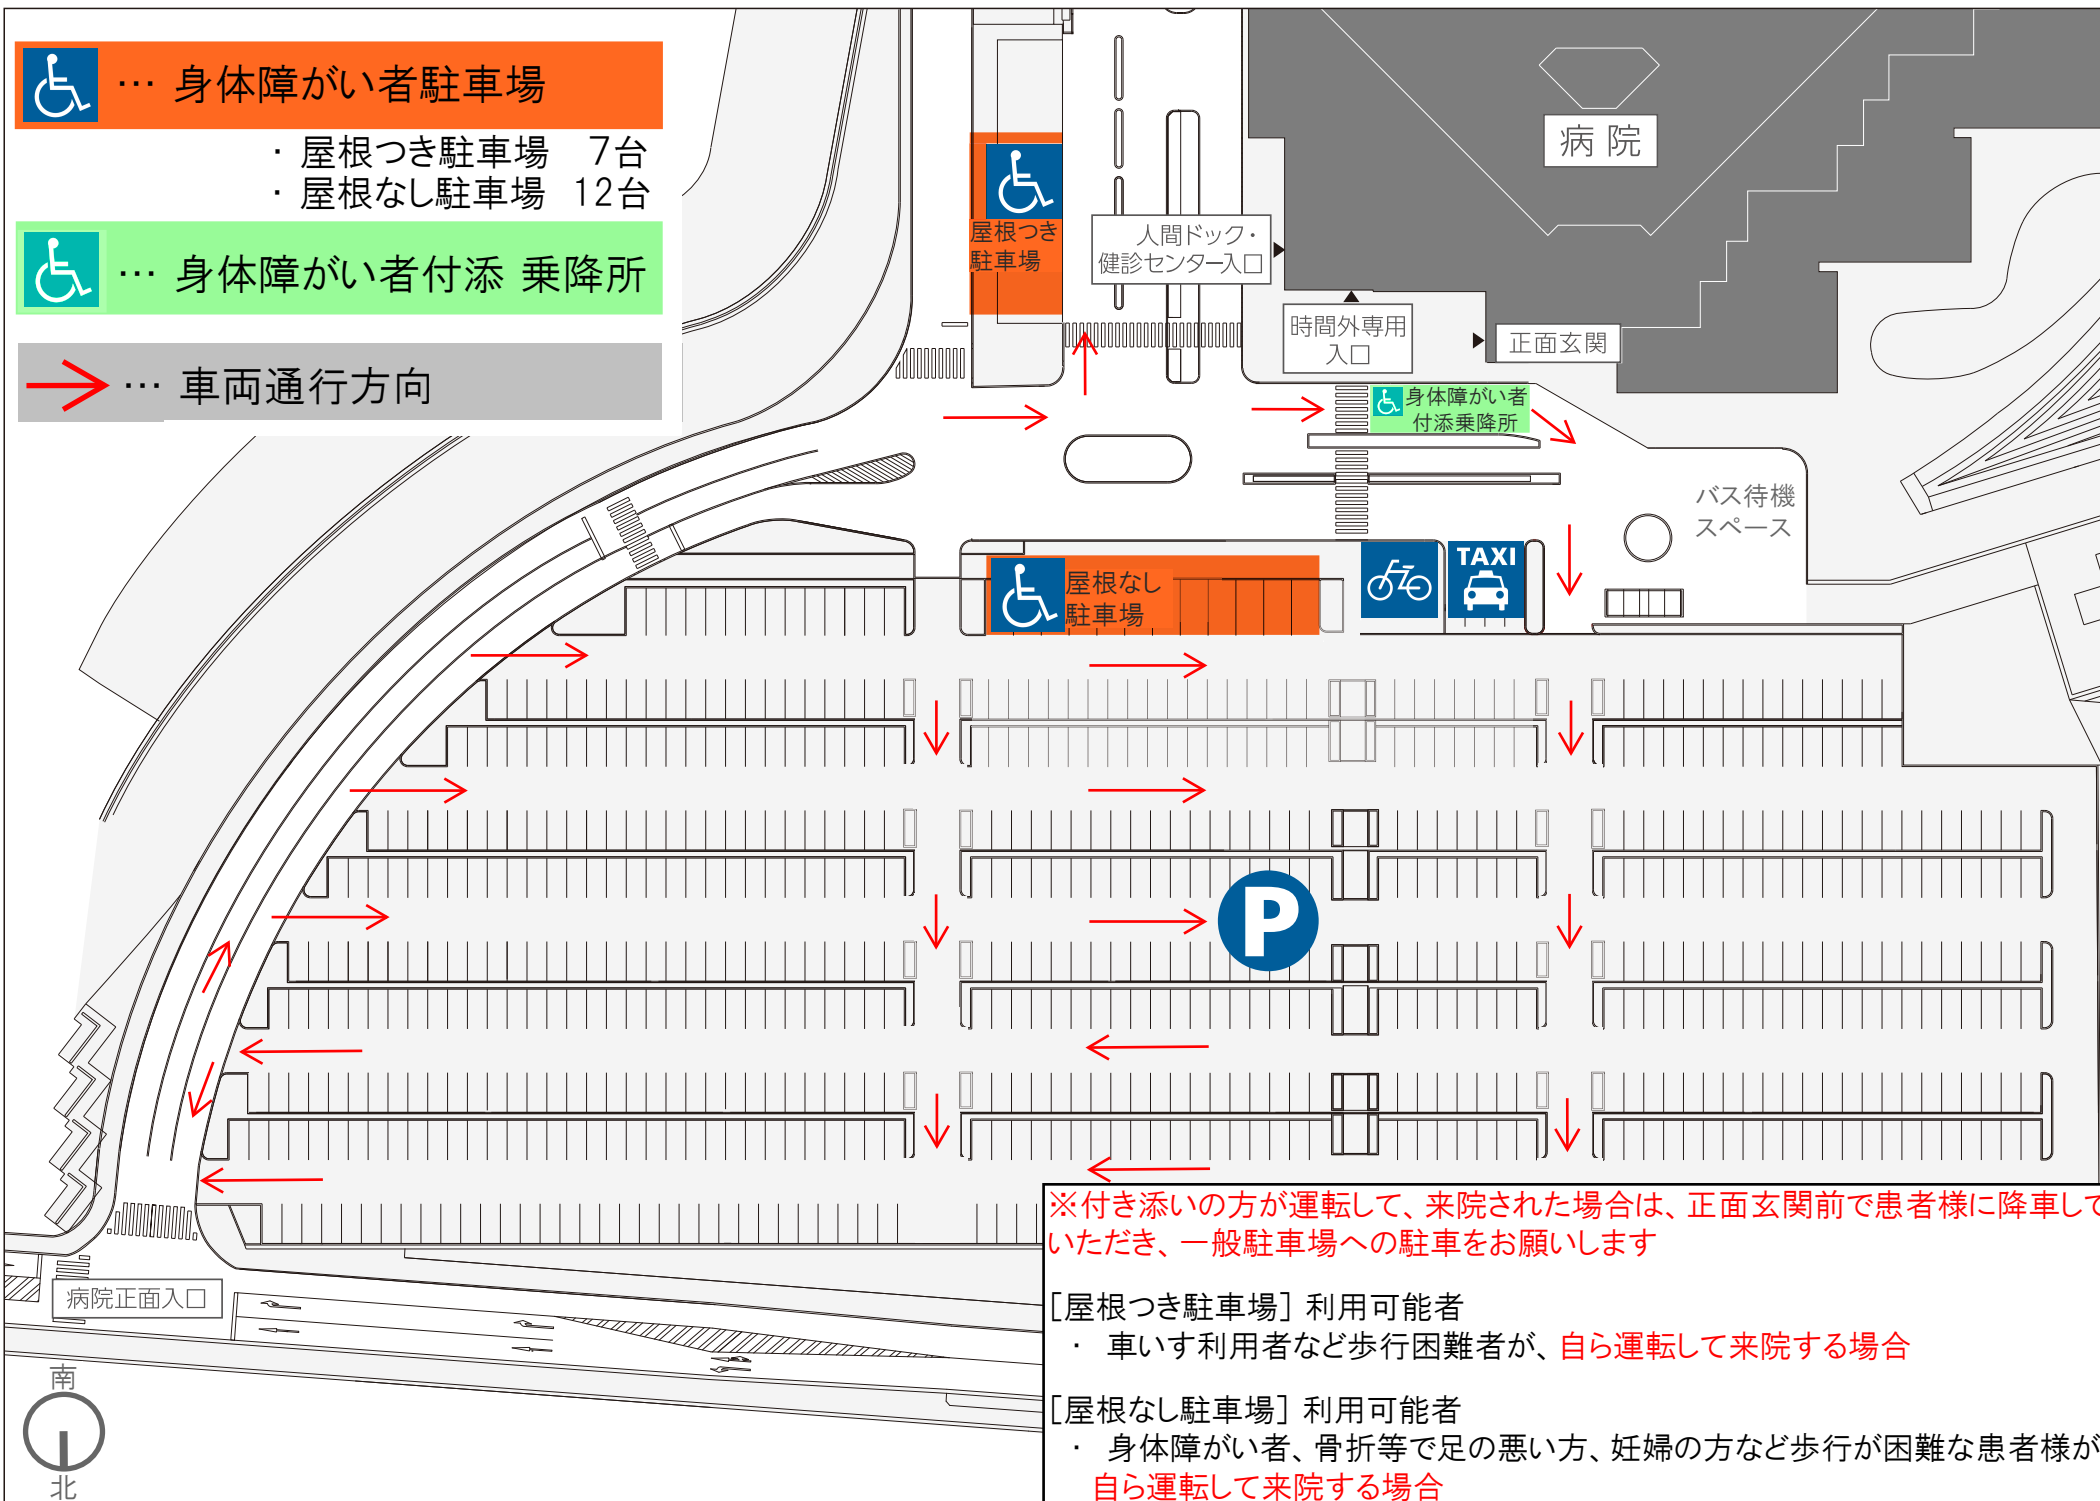 … 身体障がい者駐車場
・ 屋根つき駐車場 7台
・ 屋根なし駐車場 12台
… 身体障がい者付添 乗降所
… 車両通行方向
病 院
屋根つき
駐車場
人間ドック・
健診センター入口
時間外専用
入口
正面玄関
身体障がい者
付添乗降所
バス待機
スペース
屋根なし
駐車場
TAXI
P
※付き添いの方が運転して、来院された場合は、正面玄関前で患者様に降車して
いただき、一般駐車場への駐車をお願いします
[屋根つき駐車場] 利用可能者
・ 車いす利用者など歩行困難者が、自ら運転して来院する場合
[屋根なし駐車場] 利用可能者
・ 身体障がい者、骨折等で足の悪い方、妊婦の方など歩行が困難な患者様が
自ら運転して来院する場合
病院正面入口
南
北